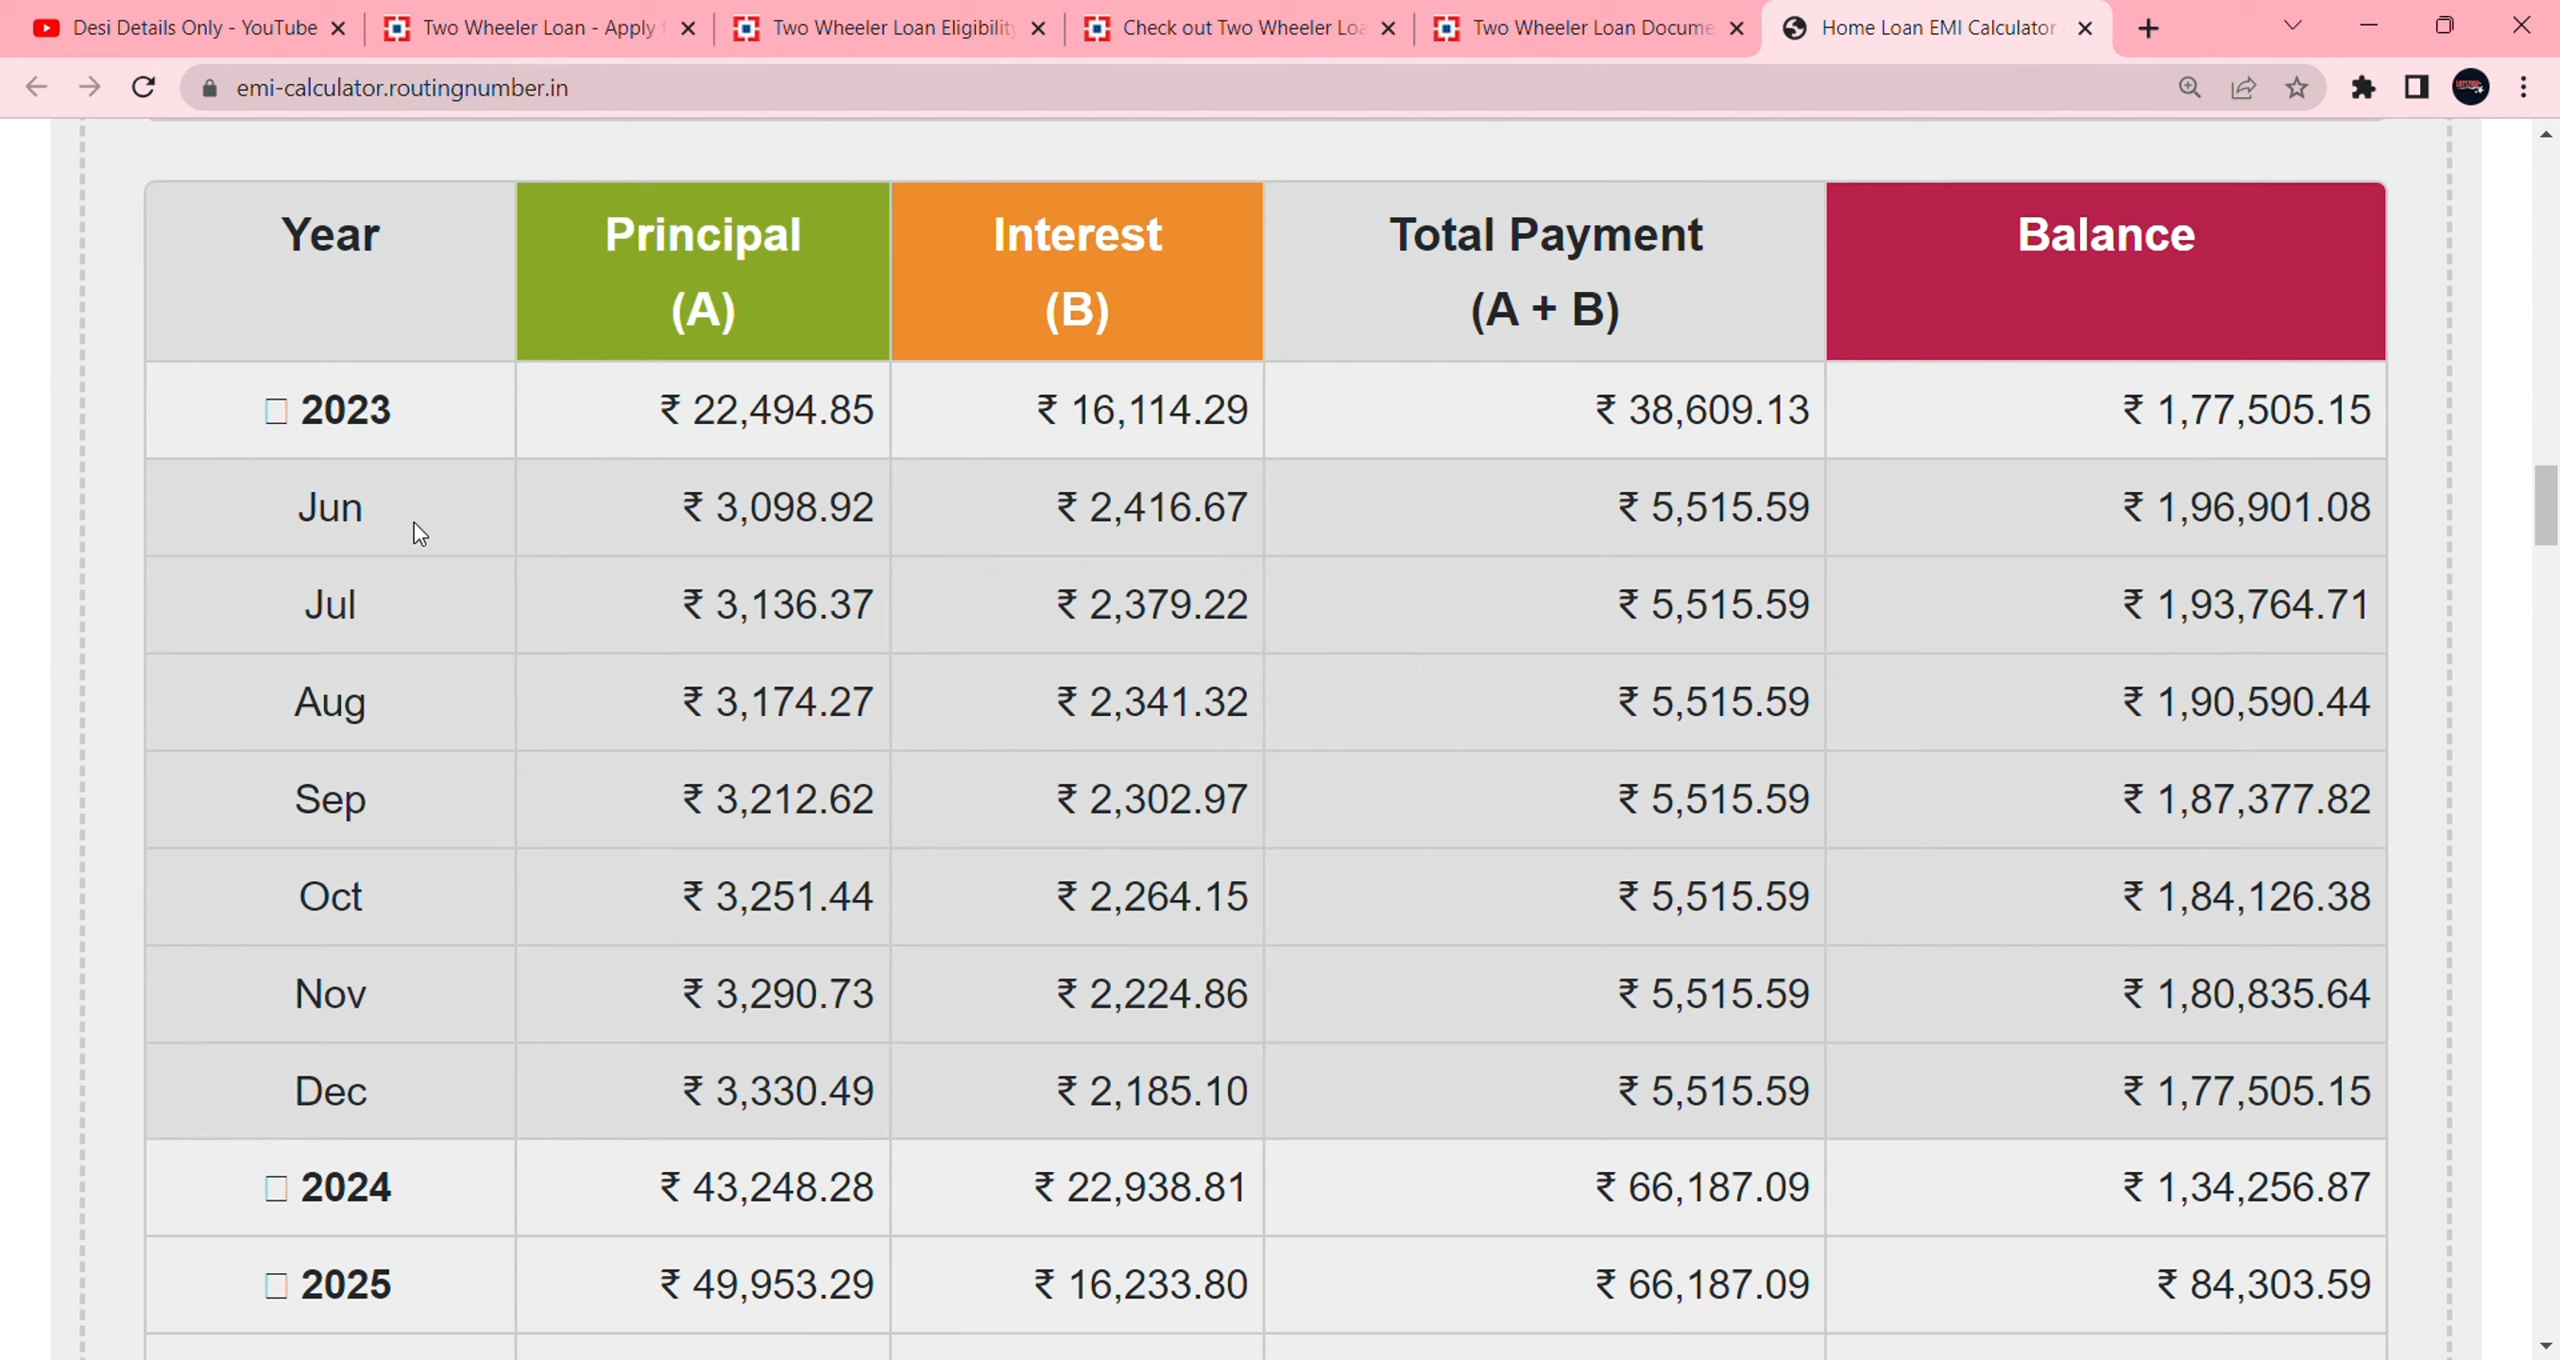 Desi Details Only - YouTube
Two Wheeler Loan - Apply
Two Wheeler Loan Eligibilit
Check out Two Wheeler Loa
Two Wheeler Loan Docume
Home Loan EMI Calculator
emi-calculator.routingnumber.in
Year Principal Interest Total Payment Balance
(A) (B) (A + B)
2023 ₹ 22,494.85 ₹ 16,114.29 ₹ 38,609.13 ₹ 1,77,505.15
Jun ₹ 3,098.92 ₹ 2,416.67 ₹ 5,515.59 ₹ 1,96,901.08
Jul ₹ 3,136.37 ₹ 2,379.22 ₹ 5,515.59 ₹ 1,93,764.71
Aug ₹ 3,174.27 ₹ 2,341.32 ₹ 5,515.59 ₹ 1,90,590.44
Sep ₹ 3,212.62 ₹ 2,302.97 ₹ 5,515.59 ₹ 1,87,377.82
Oct ₹ 3,251.44 ₹ 2,264.15 ₹ 5,515.59 ₹ 1,84,126.38
Nov ₹ 3,290.73 ₹ 2,224.86 ₹ 5,515.59 ₹ 1,80,835.64
Dec ₹ 3,330.49 ₹ 2,185.10 ₹ 5,515.59 ₹ 1,77,505.15
2024 ₹ 43,248.28 ₹ 22,938.81 ₹ 66,187.09 ₹ 1,34,256.87
2025 ₹ 49,953.29 ₹ 16,233.80 ₹ 66,187.09 ₹ 84,303.59